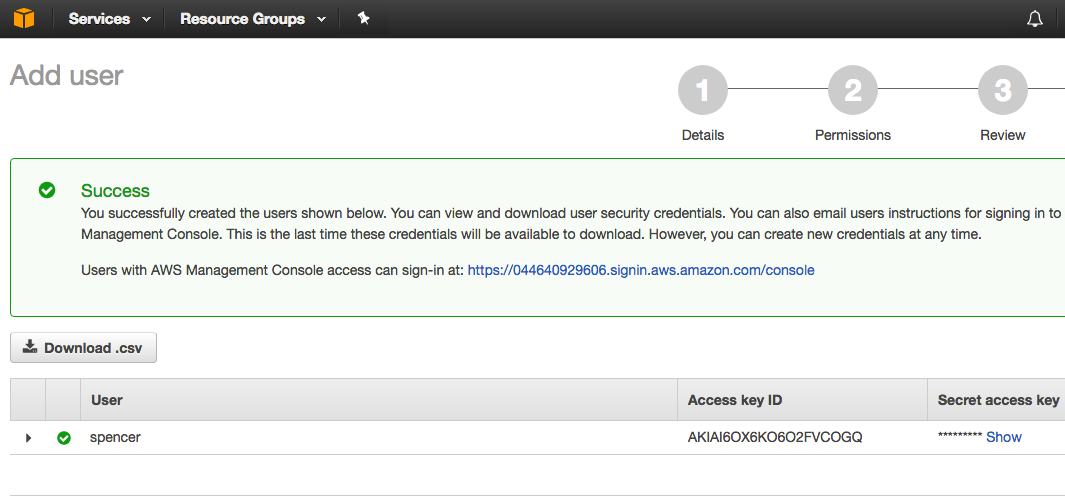 Services Resource Groups
Add user
1 2 3
Details Permissions Review
Success
You successfully created the users shown below. You can view and download user security credentials. You can also email users instructions for signing in to
Management Console. This is the last time these credentials will be available to download. However, you can create new credentials at any time.
Users with AWS Management Console access can sign-in at: https://044640929606.signin.aws.amazon.com/console
Download .csv
User Access key ID Secret access key
spencer AKIAI6OX6KO6O2FVCOGQ ********* Show